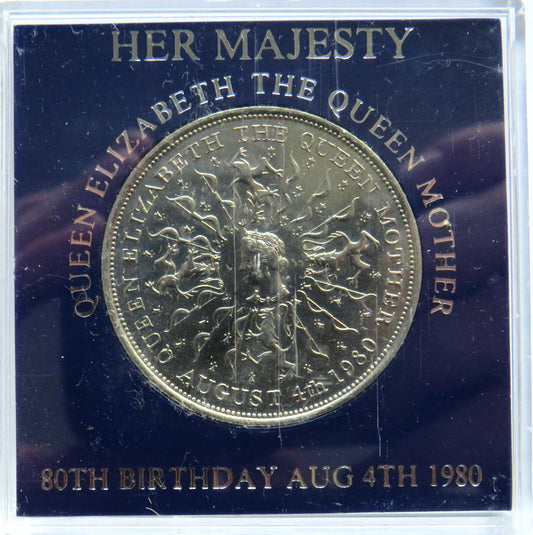 HER MAJESTY
QUEEN ELIZABETH THE QUEEN MOTHER
QUEEN ELIZABETH THE QUEEN MOTHER
AUGUST 4th 1980
80TH BIRTHDAY AUG 4TH 1980